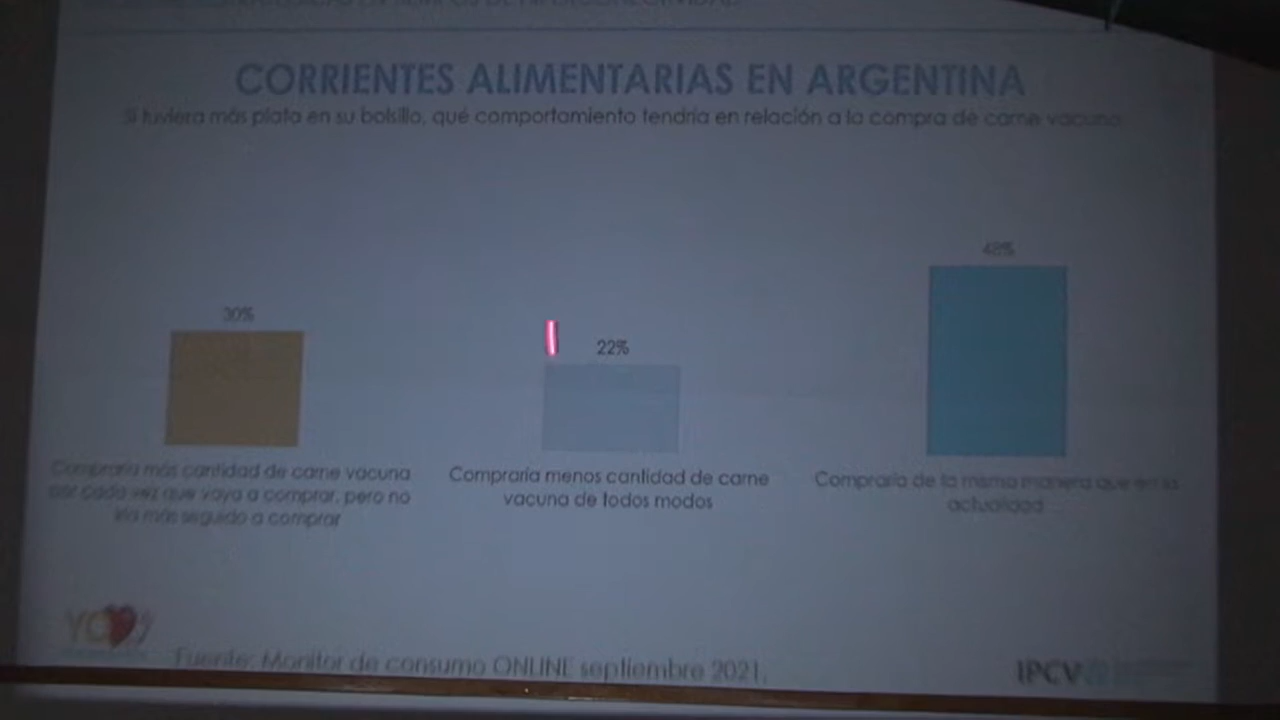 CORRIENTES ALIMENTARIAS EN ARGENTINA
Si tuviera más plata en su bolsillo, qué comportamiento tendría en relación a la compra de carne vacuna
48%
30%
22%
Compraría más cantidad de carne vacuna
por cada vez que vaya a comprar, pero no
iría más seguido a comprar
Compraría menos cantidad de carne
vacuna de todos modos
Compraría de la misma manera que en la
actualidad
Fuente: Monitor de consumo ONLINE septiembre 2021.
IPCV